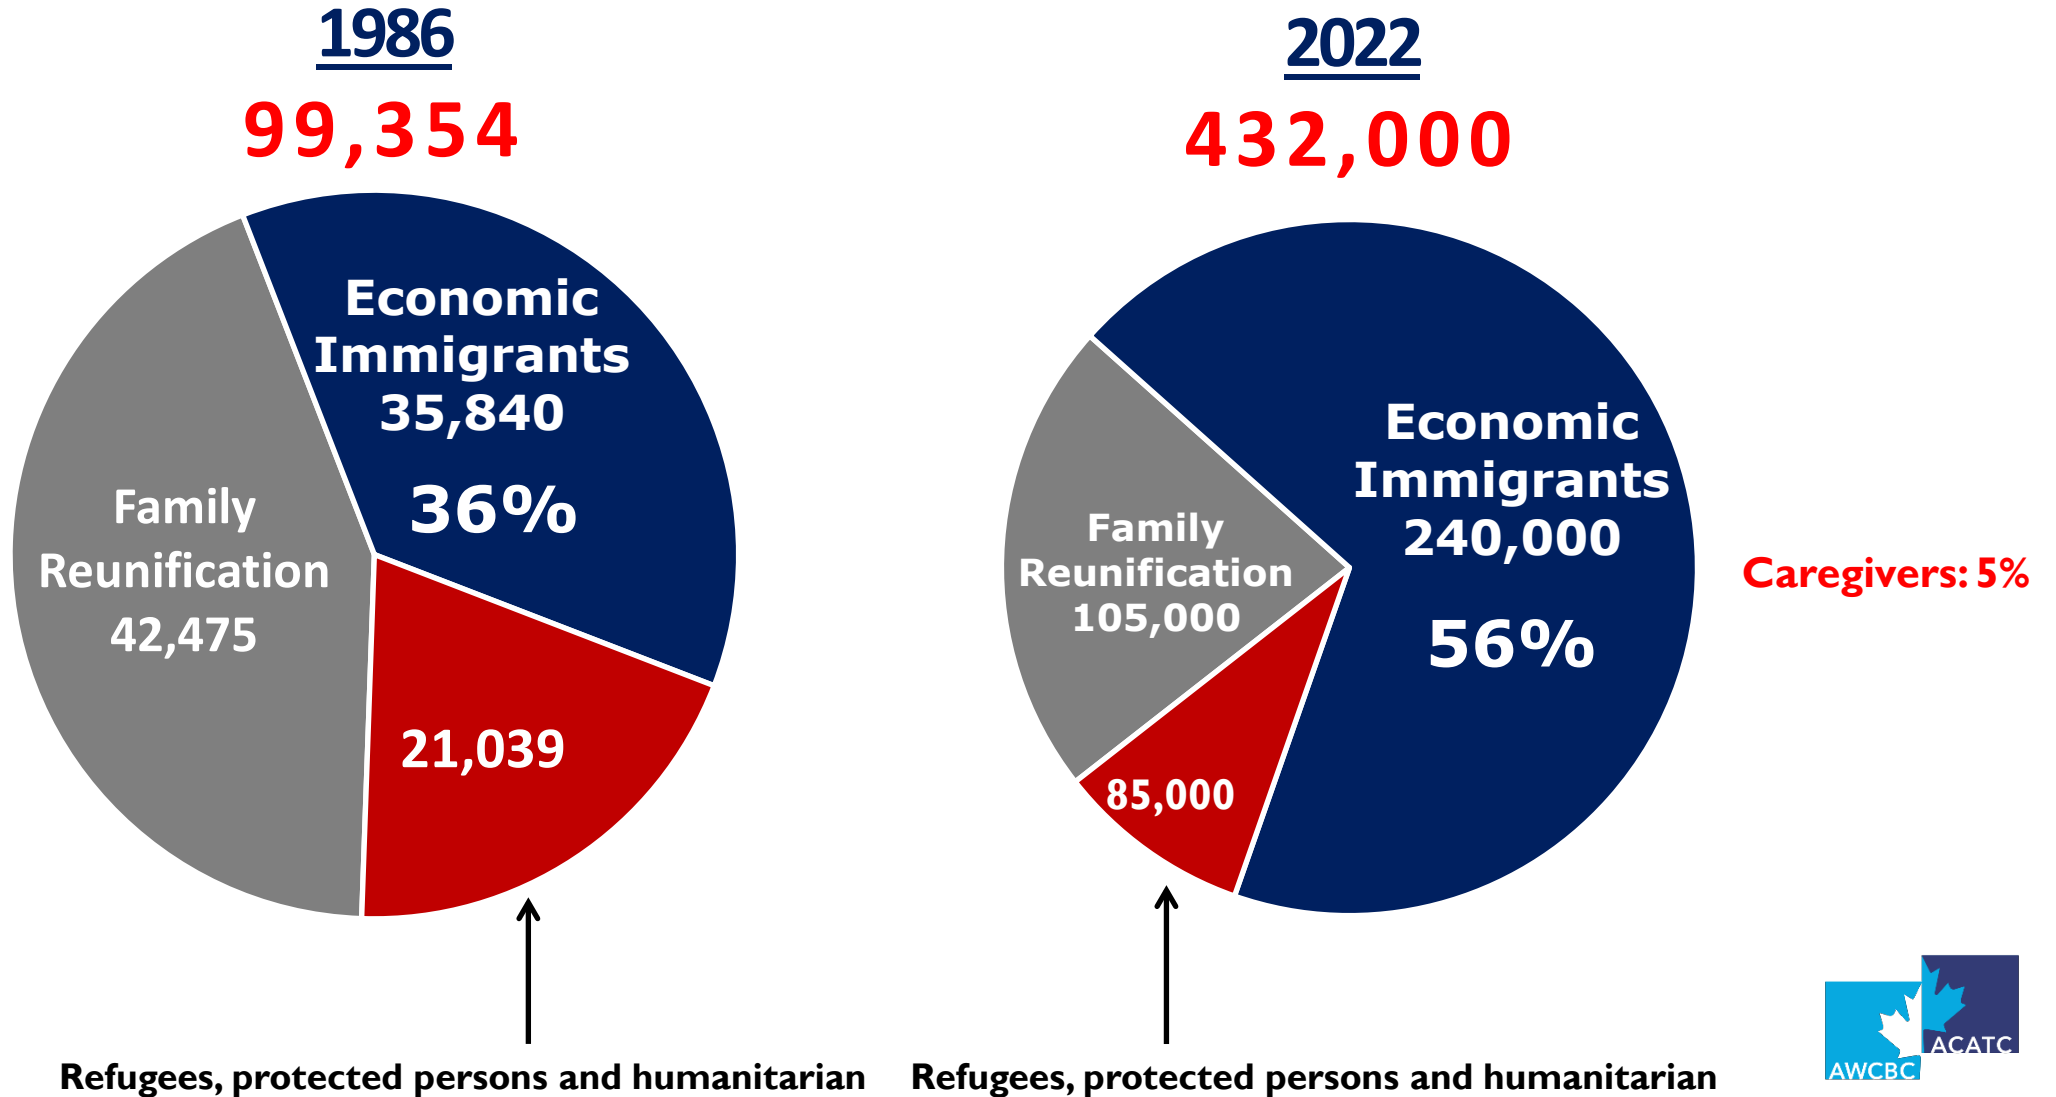 1986
99,354
Economic
Immigrants
35,840
36%
Family
Reunification
42,475
21,039
Refugees, protected persons and humanitarian
2022
432,000
Economic
Immigrants
240,000
56%
Family
Reunification
105,000
85,000
Refugees, protected persons and humanitarian
Caregivers: 5%
ACATC
AWCBC